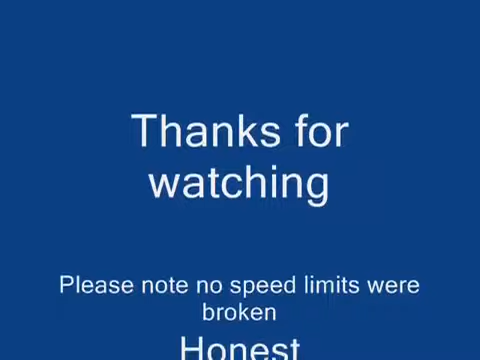 Thanks for
watching
Please note no speed limits were
broken
Honest